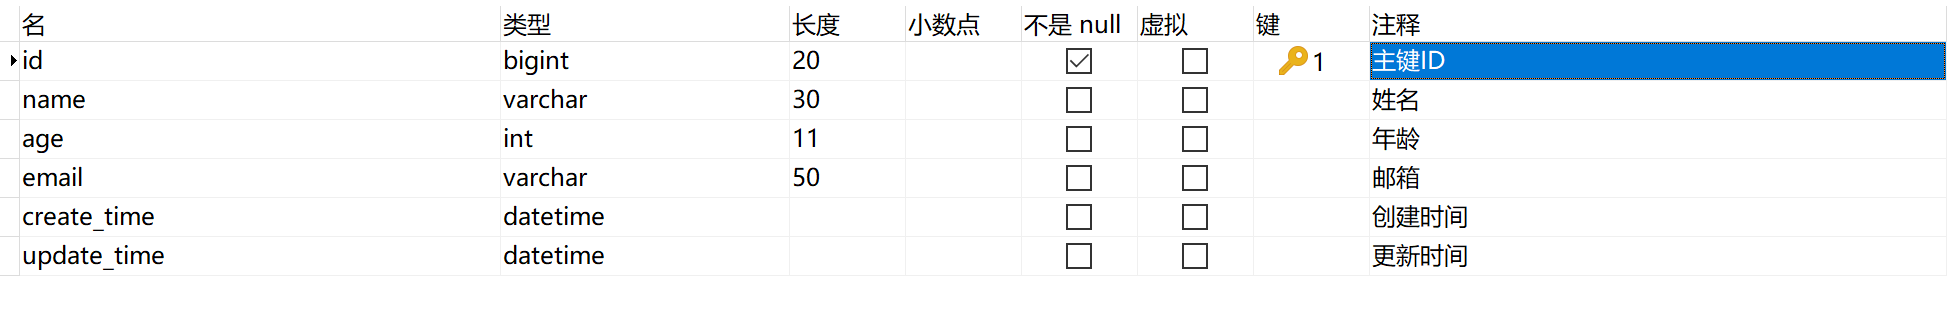 名 类型 长度 小数点 不是 null 虚拟 键 注释
id bigint 20 1 主键ID
name varchar 30 姓名
age int 11 年龄
email varchar 50 邮箱
create_time datetime 创建时间
update_time datetime 更新时间